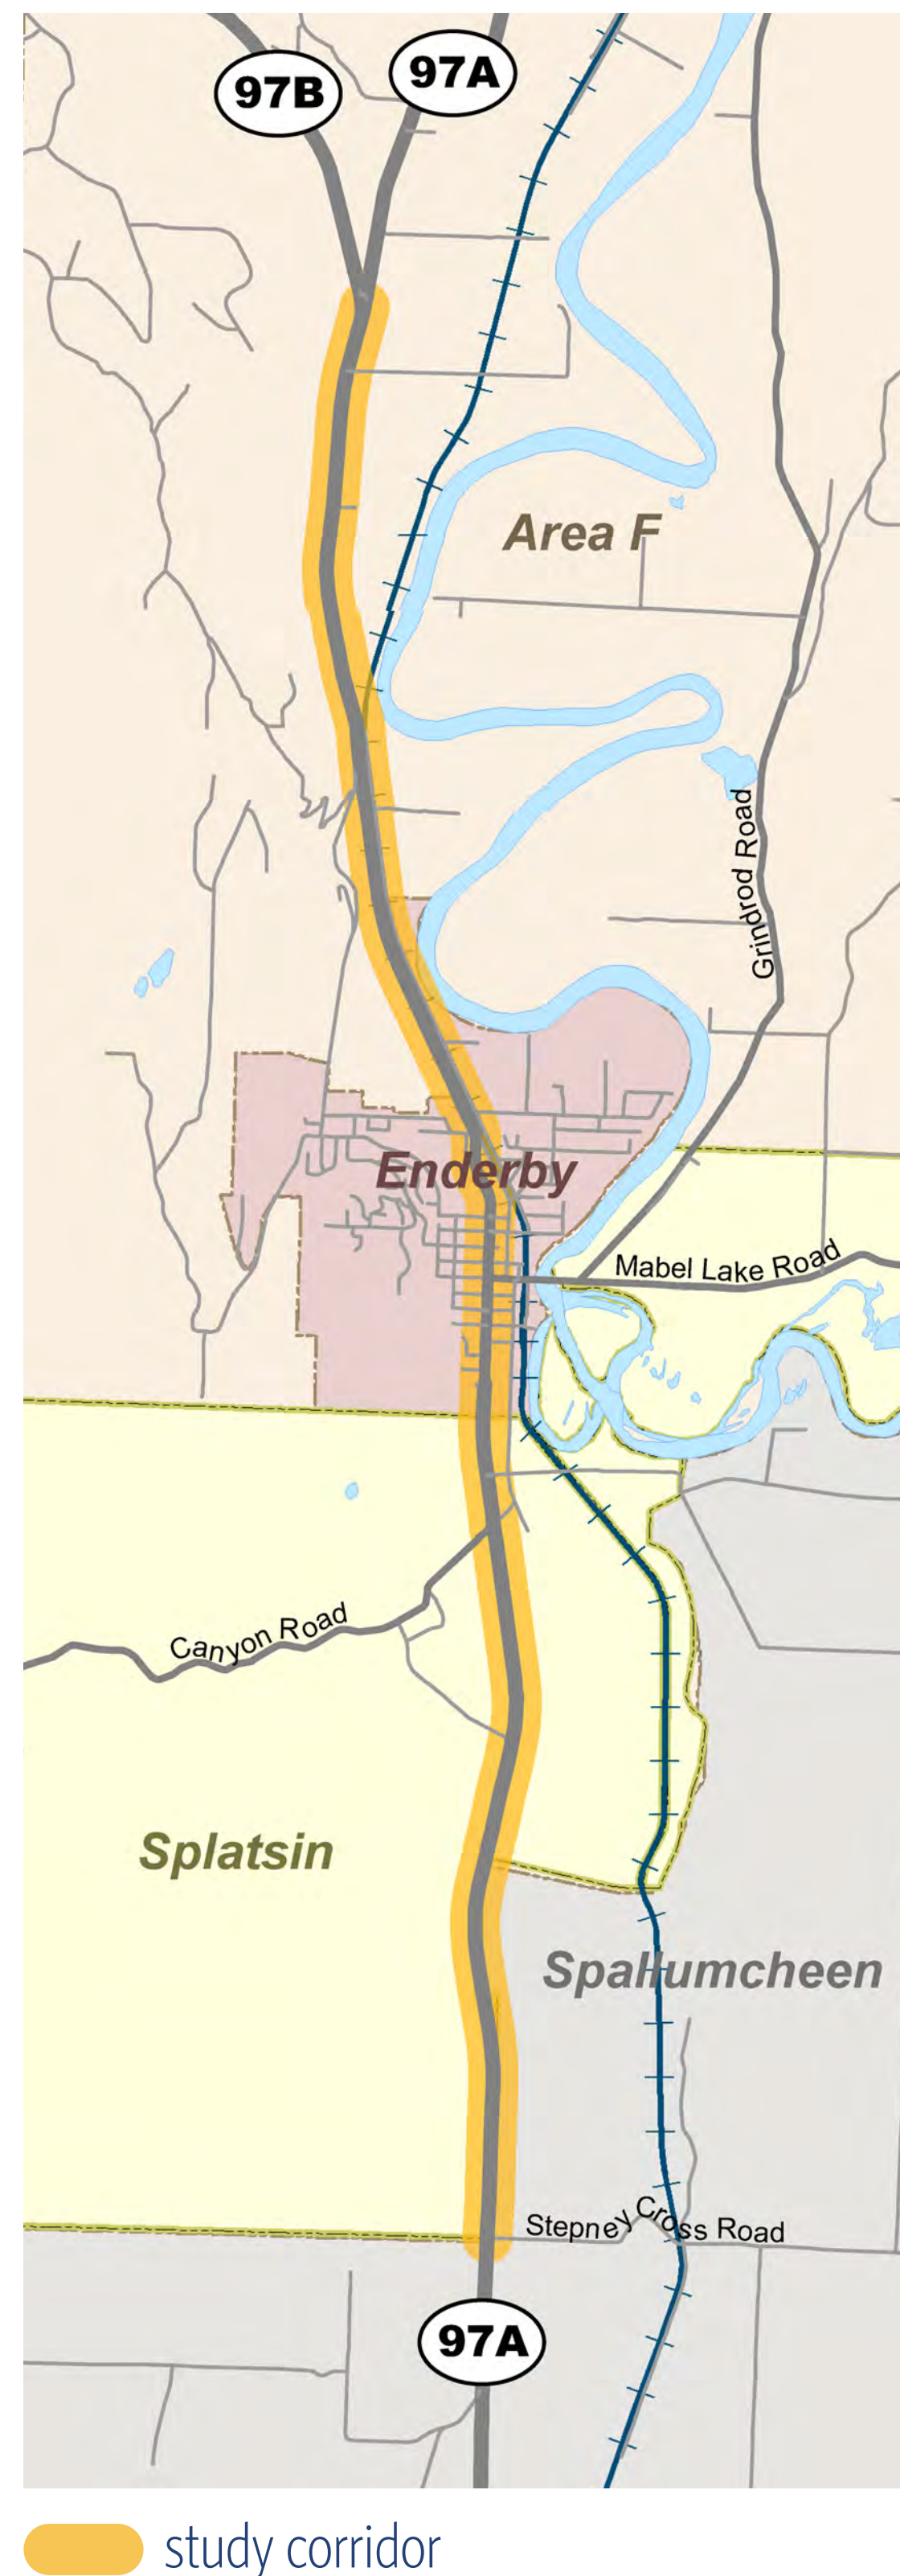 97B
97A
Area F
Grindrod Road
Enderby
Mabel Lake Road
Canyon Road
Splatsin
Spallumcheen
Stepney Cross Road
97A
study corridor